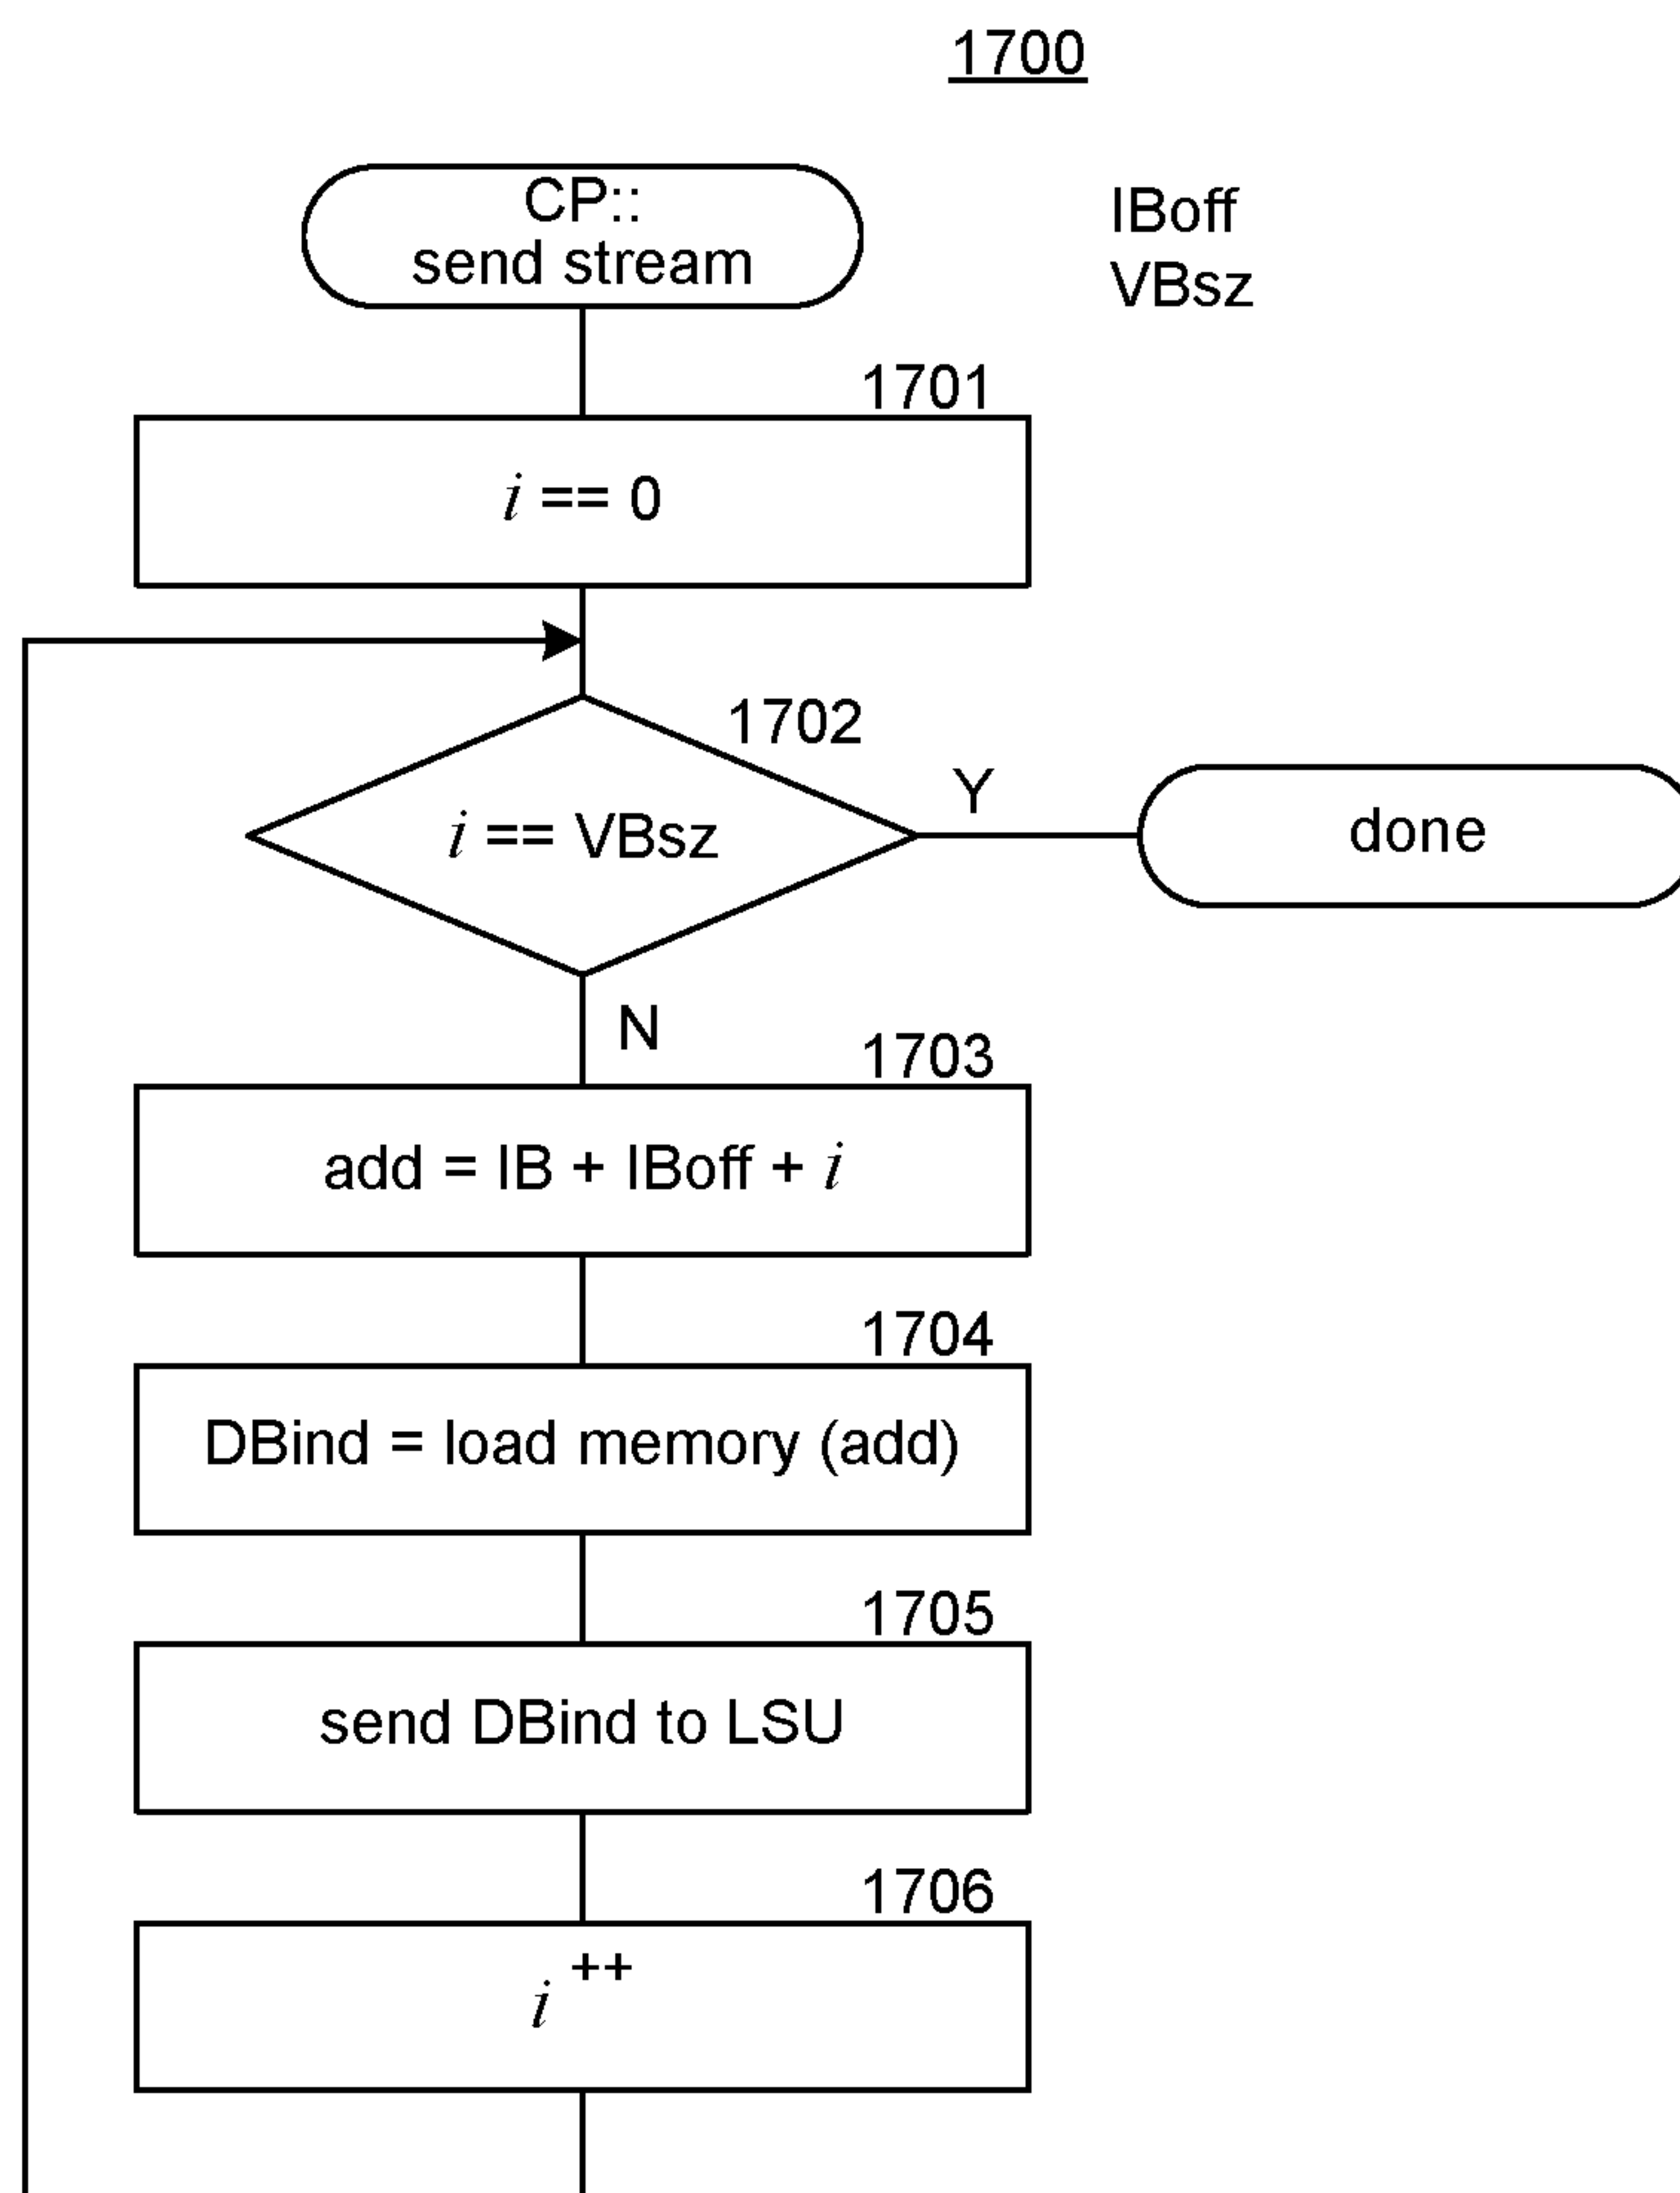 1700
CP::
send stream
IBoff
VBsz
1701
i == 0
1702
i == VBsz
Y
done
N
1703
add = IB + IBoff + i
1704
DBind = load memory (add)
1705
send DBind to LSU
1706
i ++